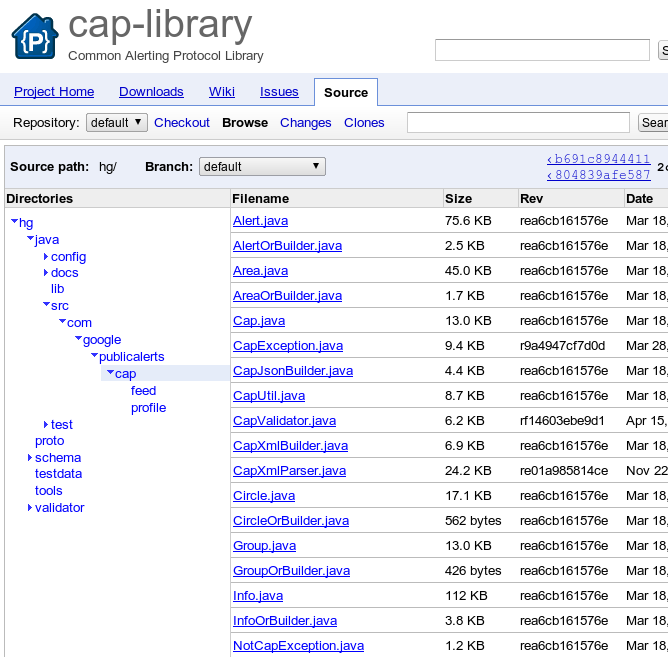 {P}
cap-library
Common Alerting Protocol Library
S
Project Home Downloads Wiki Issues Source
Repository: default Checkout Browse Changes Clones Sear
Source path: hg/ Branch: default ‹b691c8944411
‹804839afe587
Directories Filename Size Rev Date
hg
java
config
docs
lib
src
com
google
publicalerts
cap
feed
profile
test
proto
schema
testdata
tools
validator
Alert.java 75.6 KB rea6cb161576e Mar 18,
AlertOrBuilder.java 2.5 KB rea6cb161576e Mar 18,
Area.java 45.0 KB rea6cb161576e Mar 18,
AreaOrBuilder.java 1.7 KB rea6cb161576e Mar 18,
Cap.java 13.0 KB rea6cb161576e Mar 18,
CapException.java 9.4 KB r9a4947cf7d0d Mar 28,
CapJsonBuilder.java 4.4 KB rea6cb161576e Mar 18,
CapUtil.java 8.7 KB rea6cb161576e Mar 18,
CapValidator.java 6.2 KB rf14603ebe9d1 Apr 15,
CapXmlBuilder.java 6.9 KB rea6cb161576e Mar 18,
CapXmlParser.java 24.2 KB re01a985814ce Nov 22
Circle.java 17.1 KB rea6cb161576e Mar 18,
CircleOrBuilder.java 562 bytes rea6cb161576e Mar 18,
Group.java 13.0 KB rea6cb161576e Mar 18,
GroupOrBuilder.java 426 bytes rea6cb161576e Mar 18,
Info.java 112 KB rea6cb161576e Mar 18,
InfoOrBuilder.java 3.8 KB rea6cb161576e Mar 18,
NotCapException.java 1.2 KB rea6cb161576e Mar 18,